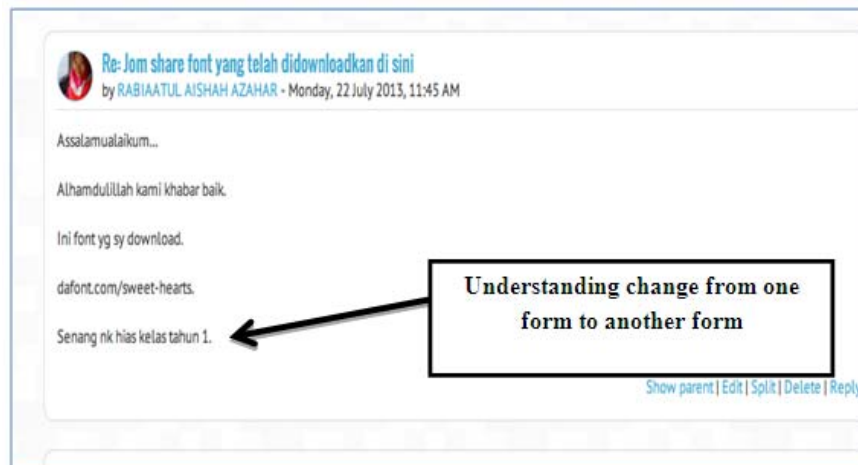 Re: Jom share font yang telah didownloadkan di sini
by RABIAATUL AISHAH AZAHAR - Monday, 22 July 2013, 11:45 AM
Assalamualaikum...
Alhamdulillah kami khabar baik.
Ini font yg sy download.
dafont.com/sweet-hearts.
Senang nk hias kelas tahun 1.
Understanding change from one
form to another form
Show parent | Edit | Split | Delete | Reply